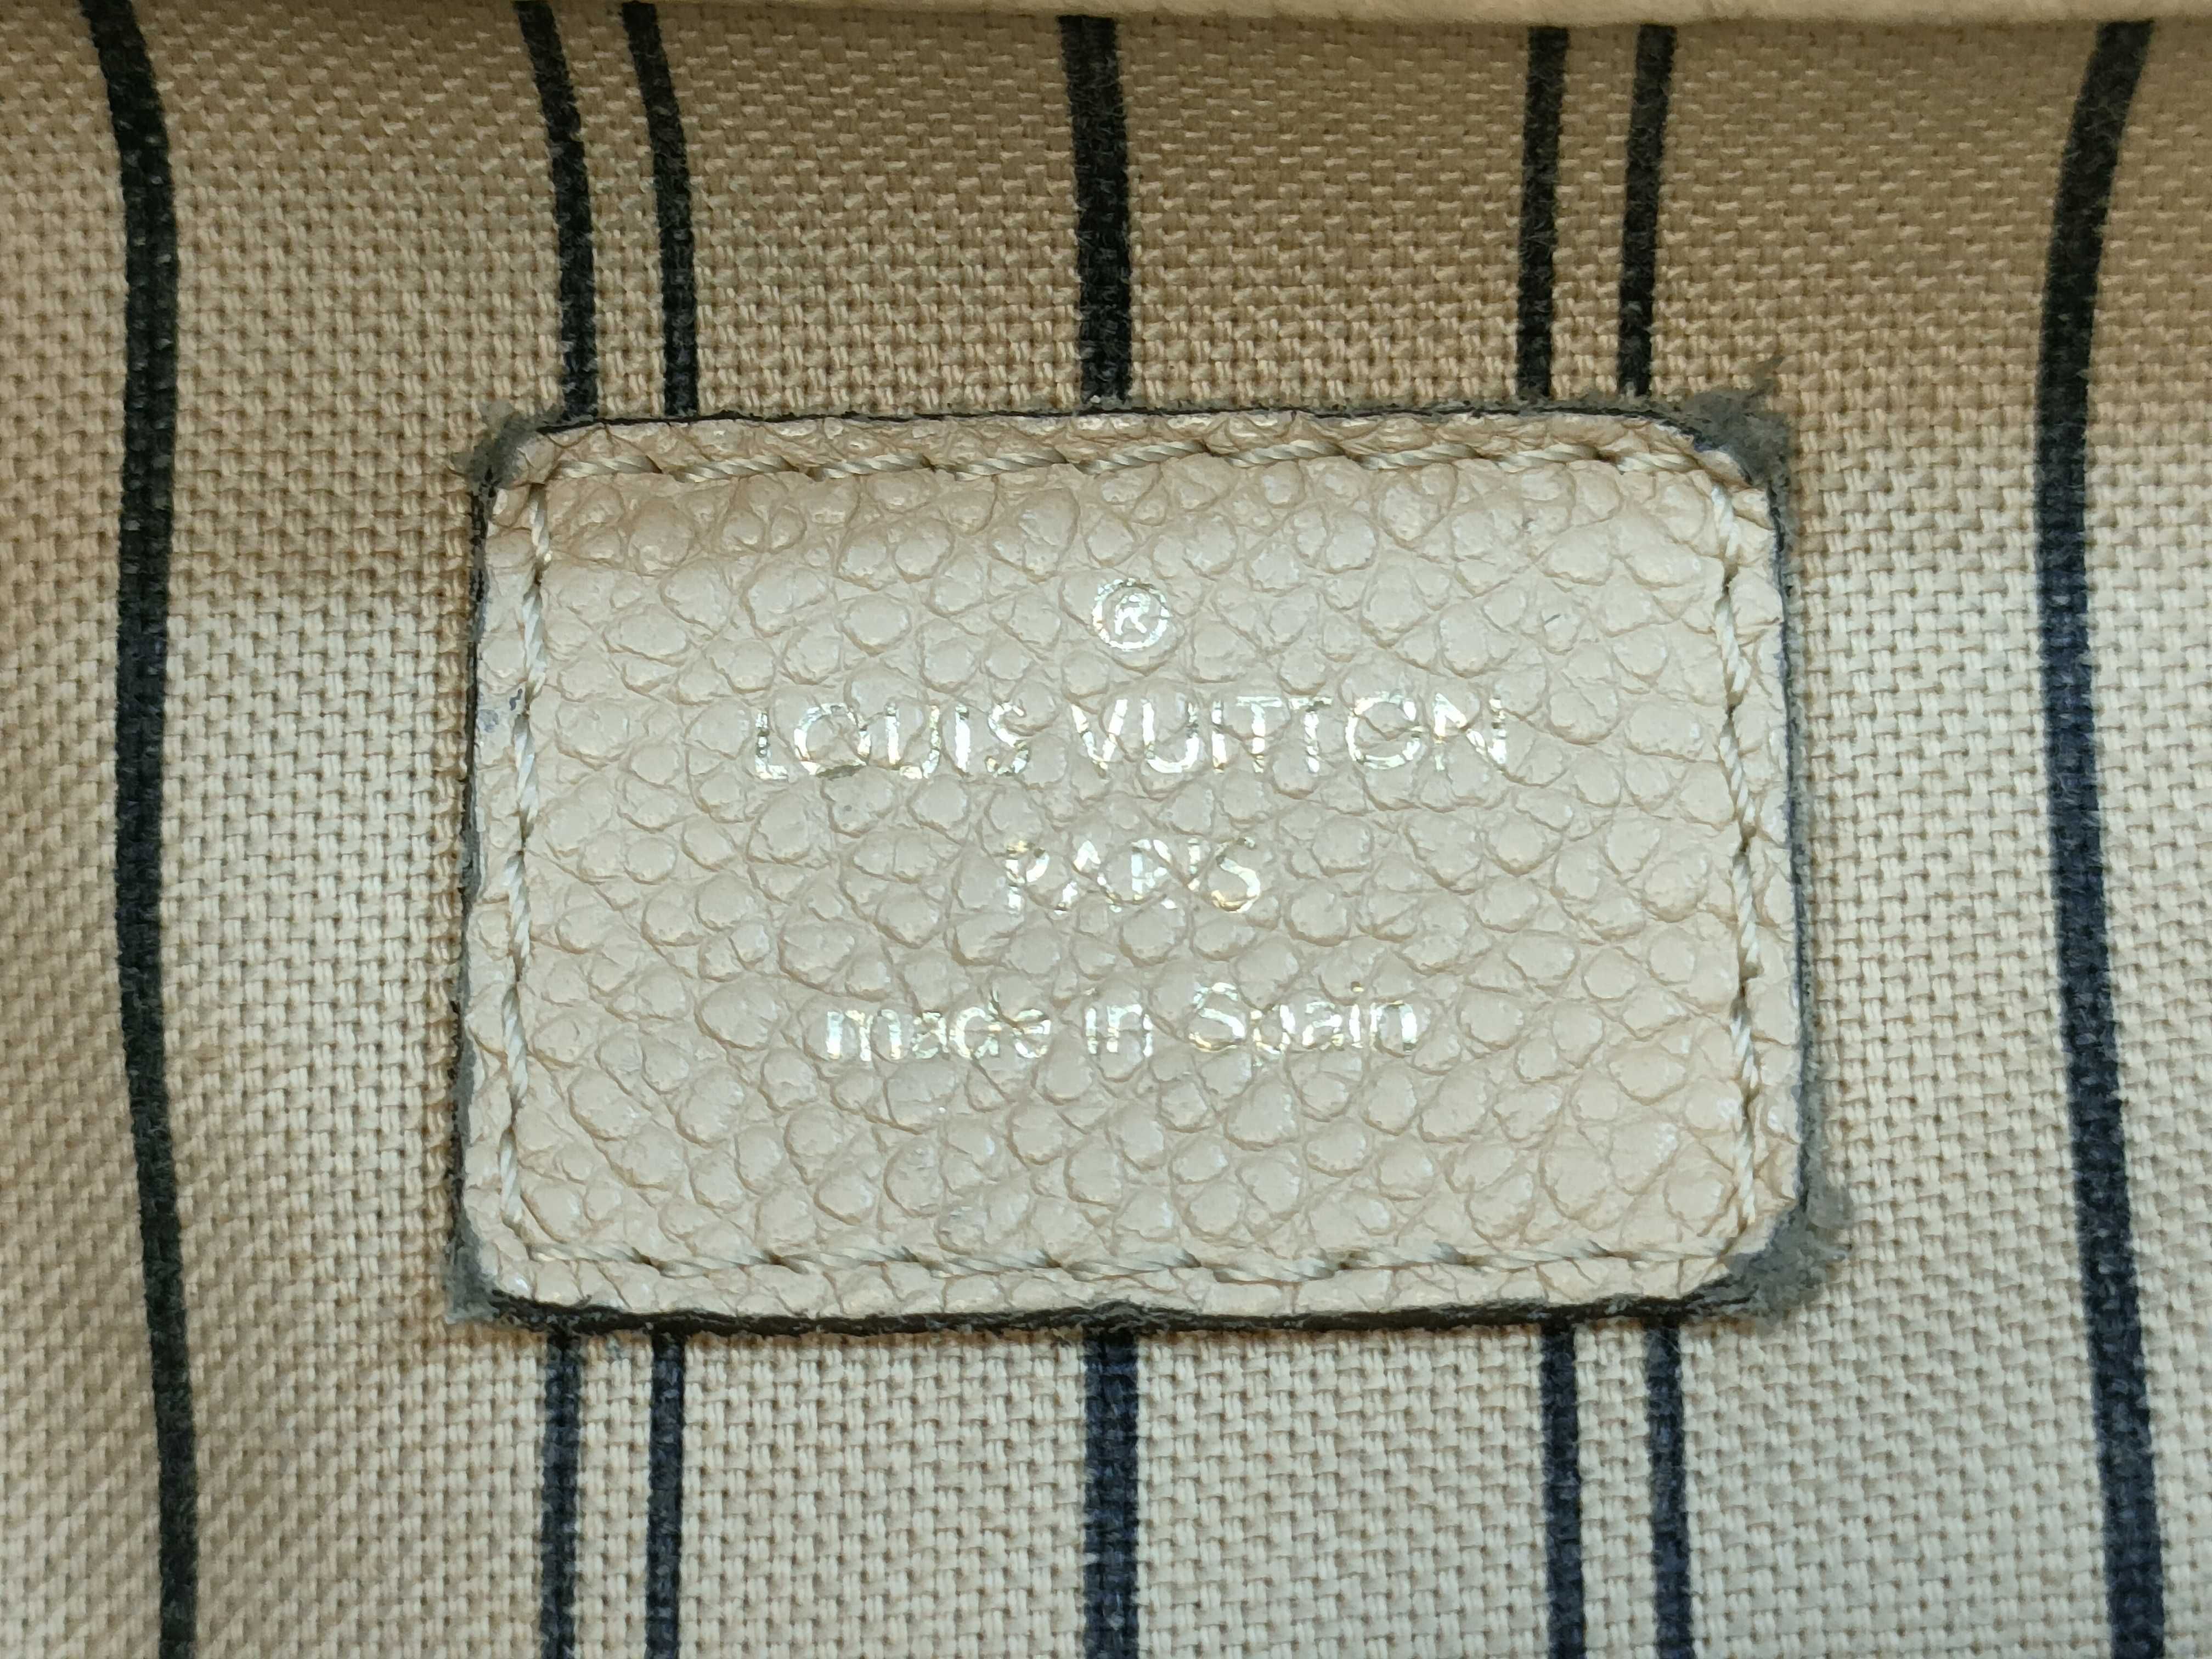 ®
LOUIS VUITTON
PARIS
made in Spain